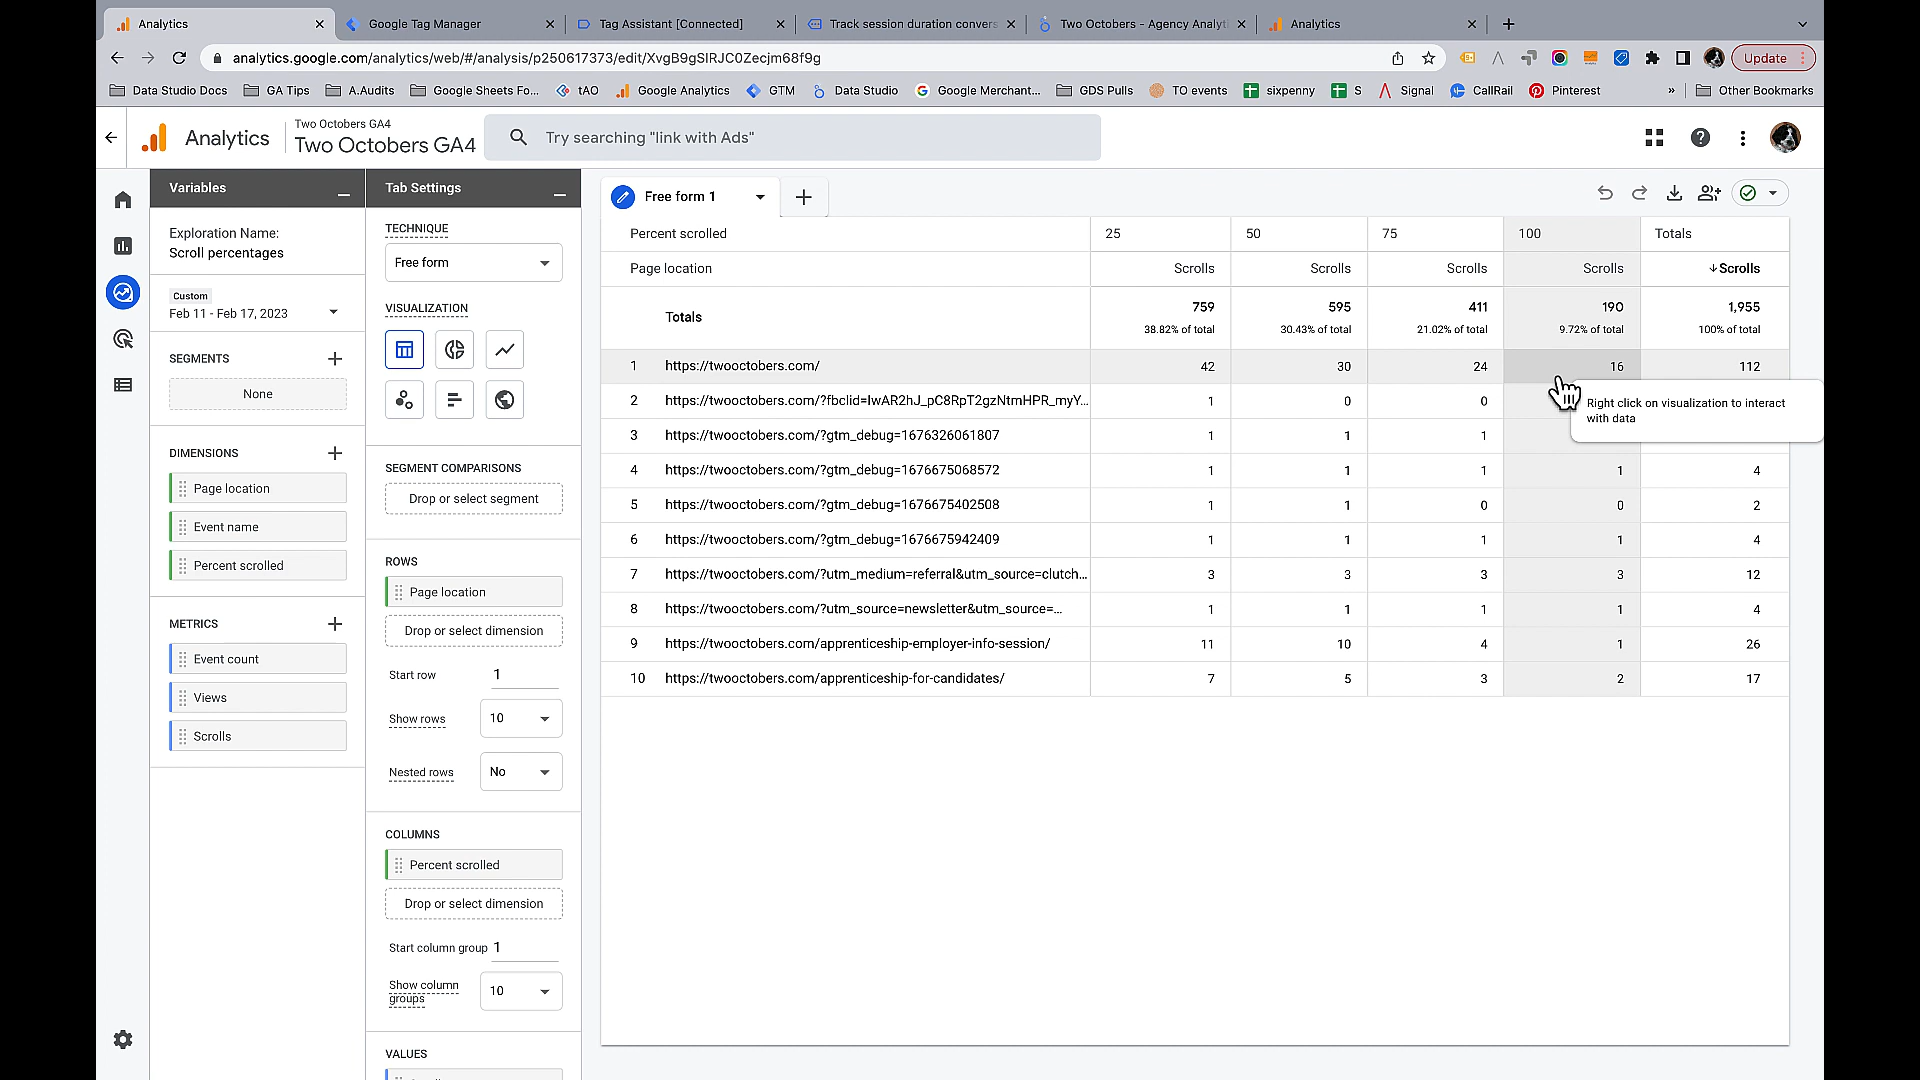 Analytics
Google Tag Manager
Tag Assistant [Connected]
Track session duration convers
Two Octobers - Agency Analyti
Analytics
analytics.google.com/analytics/web/#/analysis/p250617373/edit/XvgB9gSIRJC0Zecjm68f9g
Update
Data Studio Docs
GA Tips
A.Audits
Google Sheets Fo...
tAO
Google Analytics
GTM
Data Studio
Google Merchant...
GDS Pulls
TO events
sixpenny
S
Signal
CallRail
Pinterest
»
Other Bookmarks
Analytics
Two Octobers GA4
Two Octobers GA4
Try searching "link with Ads"
Variables
Exploration Name:
Scroll percentages
Custom
Feb 11 - Feb 17, 2023
SEGMENTS
None
DIMENSIONS
Page location
Event name
Percent scrolled
METRICS
Event count
Views
Scrolls
Tab Settings
TECHNIQUE
Free form
VISUALIZATION
SEGMENT COMPARISONS
Drop or select segment
ROWS
Page location
Drop or select dimension
Start row 1
Show rows 10
Nested rows No
COLUMNS
Percent scrolled
Drop or select dimension
Start column group 1
Show column
groups 10
VALUES
Free form 1
Percent scrolled 25 50 75 100 Totals
Page location Scrolls Scrolls Scrolls Scrolls ↓Scrolls
Totals 759 595 411 190 1,955
38.82% of total 30.43% of total 21.02% of total 9.72% of total 100% of total
1 https://twooctobers.com/ 42 30 24 16 112
2 https://twooctobers.com/?fbclid=IwAR2hJ_pC8RpT2gzNtmHPR_myY... 1 0 0
Right click on visualization to interact
with data
3 https://twooctobers.com/?gtm_debug=1676326061807 1 1 1
4 https://twooctobers.com/?gtm_debug=1676675068572 1 1 1 1 4
5 https://twooctobers.com/?gtm_debug=1676675402508 1 1 0 0 2
6 https://twooctobers.com/?gtm_debug=1676675942409 1 1 1 1 4
7 https://twooctobers.com/?utm_medium=referral&utm_source=clutch... 3 3 3 3 12
8 https://twooctobers.com/?utm_source=newsletter&utm_source=... 1 1 1 1 4
9 https://twooctobers.com/apprenticeship-employer-info-session/ 11 10 4 1 26
10 https://twooctobers.com/apprenticeship-for-candidates/ 7 5 3 2 17